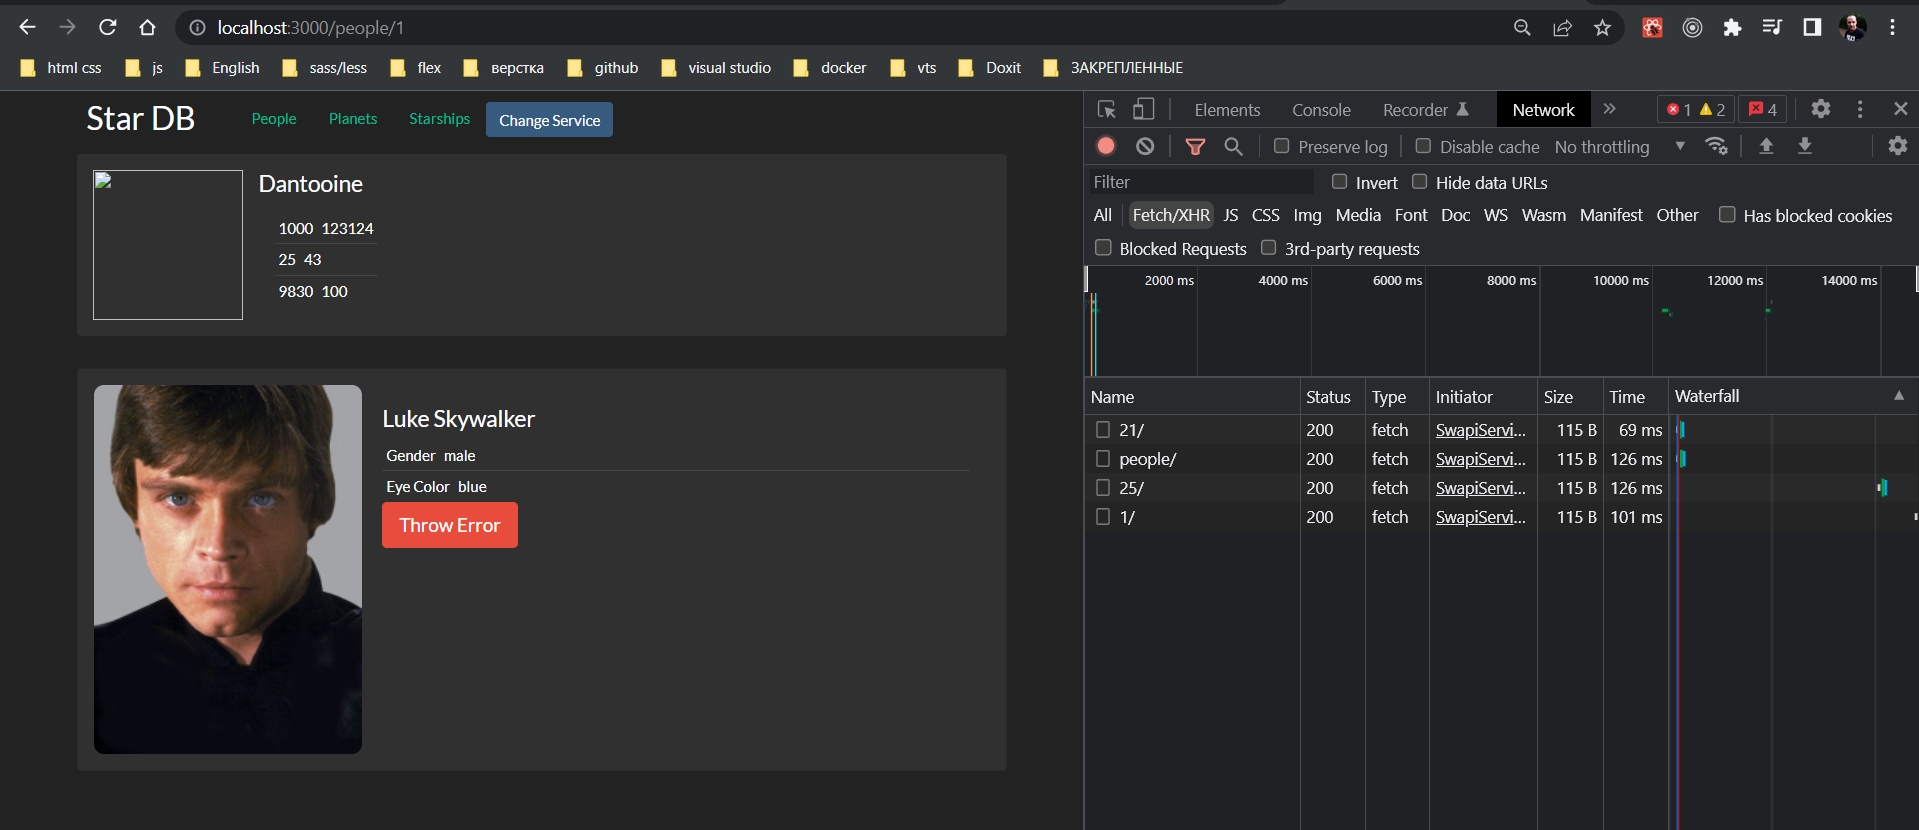 localhost:3000/people/1
html css js English sass/less flex верстка github visual studio docker vts Doxit ЗАКРЕПЛЕННЫЕ
Star DB People Planets Starships Change Service
Dantooine
1000 123124
25 43
9830 100
Luke Skywalker
Gender male
Eye Color blue
Throw Error
Elements Console Recorder Network 1 2 4
Preserve log Disable cache No throttling
Filter Invert Hide data URLs
All Fetch/XHR JS CSS Img Media Font Doc WS Wasm Manifest Other Has blocked cookies
Blocked Requests 3rd-party requests
2000 ms 4000 ms 6000 ms 8000 ms 10000 ms 12000 ms 14000 ms
Name Status Type Initiator Size Time Waterfall
21/ 200 fetch SwapiServi... 115 B 69 ms
people/ 200 fetch SwapiServi... 115 B 126 ms
25/ 200 fetch SwapiServi... 115 B 126 ms
1/ 200 fetch SwapiServi... 115 B 101 ms